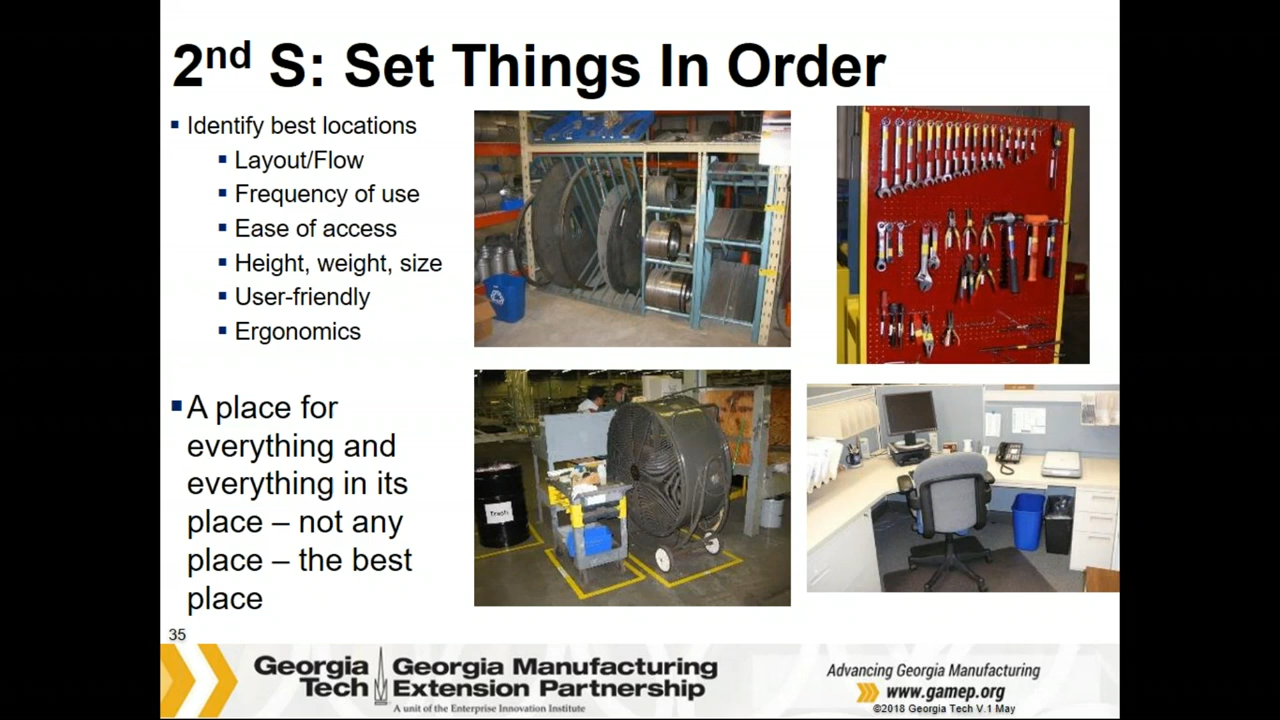 2nd S: Set Things In Order
▪ Identify best locations
▪ Layout/Flow
▪ Frequency of use
▪ Ease of access
▪ Height, weight, size
▪ User-friendly
▪ Ergonomics
▪ A place for
everything and
everything in its
place – not any
place – the best
place
Trash
35
Georgia Tech
Georgia Manufacturing
Extension Partnership
A unit of the Enterprise Innovation Institute
Advancing Georgia Manufacturing
www.gamep.org
©2018 Georgia Tech V.1 May